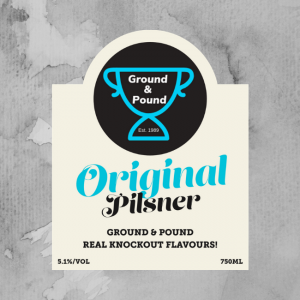 Ground
&
Pound
Est. 1989
Original
Pilsner
GROUND & POUND
REAL KNOCKOUT FLAVOURS!
5.1%/VOL 750ML